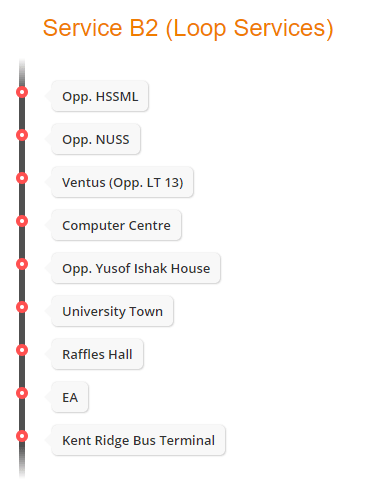 Service B2 (Loop Services)
Opp. HSSML
Opp. NUSS
Ventus (Opp. LT 13)
Computer Centre
Opp. Yusof Ishak House
University Town
Raffles Hall
EA
Kent Ridge Bus Terminal